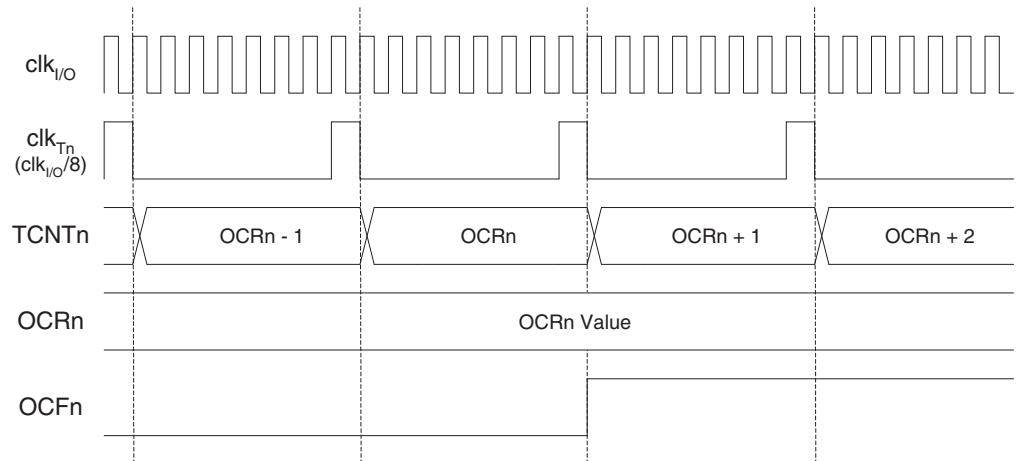 clkI/O
clkTn
(clkI/O/8)
TCNTn
OCRn - 1
OCRn
OCRn + 1
OCRn + 2
OCRn
OCRn Value
OCFn